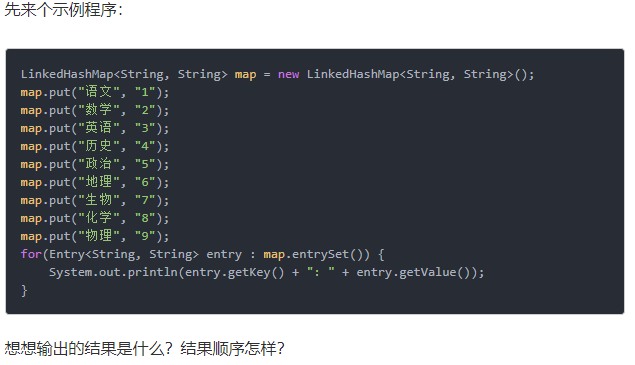 先来个示例程序：
LinkedHashMap<String, String> map = new LinkedHashMap<String, String>();
map.put("语文", "1");
map.put("数学", "2");
map.put("英语", "3");
map.put("历史", "4");
map.put("政治", "5");
map.put("地理", "6");
map.put("生物", "7");
map.put("化学", "8");
map.put("物理", "9");
for(Entry<String, String> entry : map.entrySet()) {
    System.out.println(entry.getKey() + ": " + entry.getValue());
}
想想输出的结果是什么？结果顺序怎样？